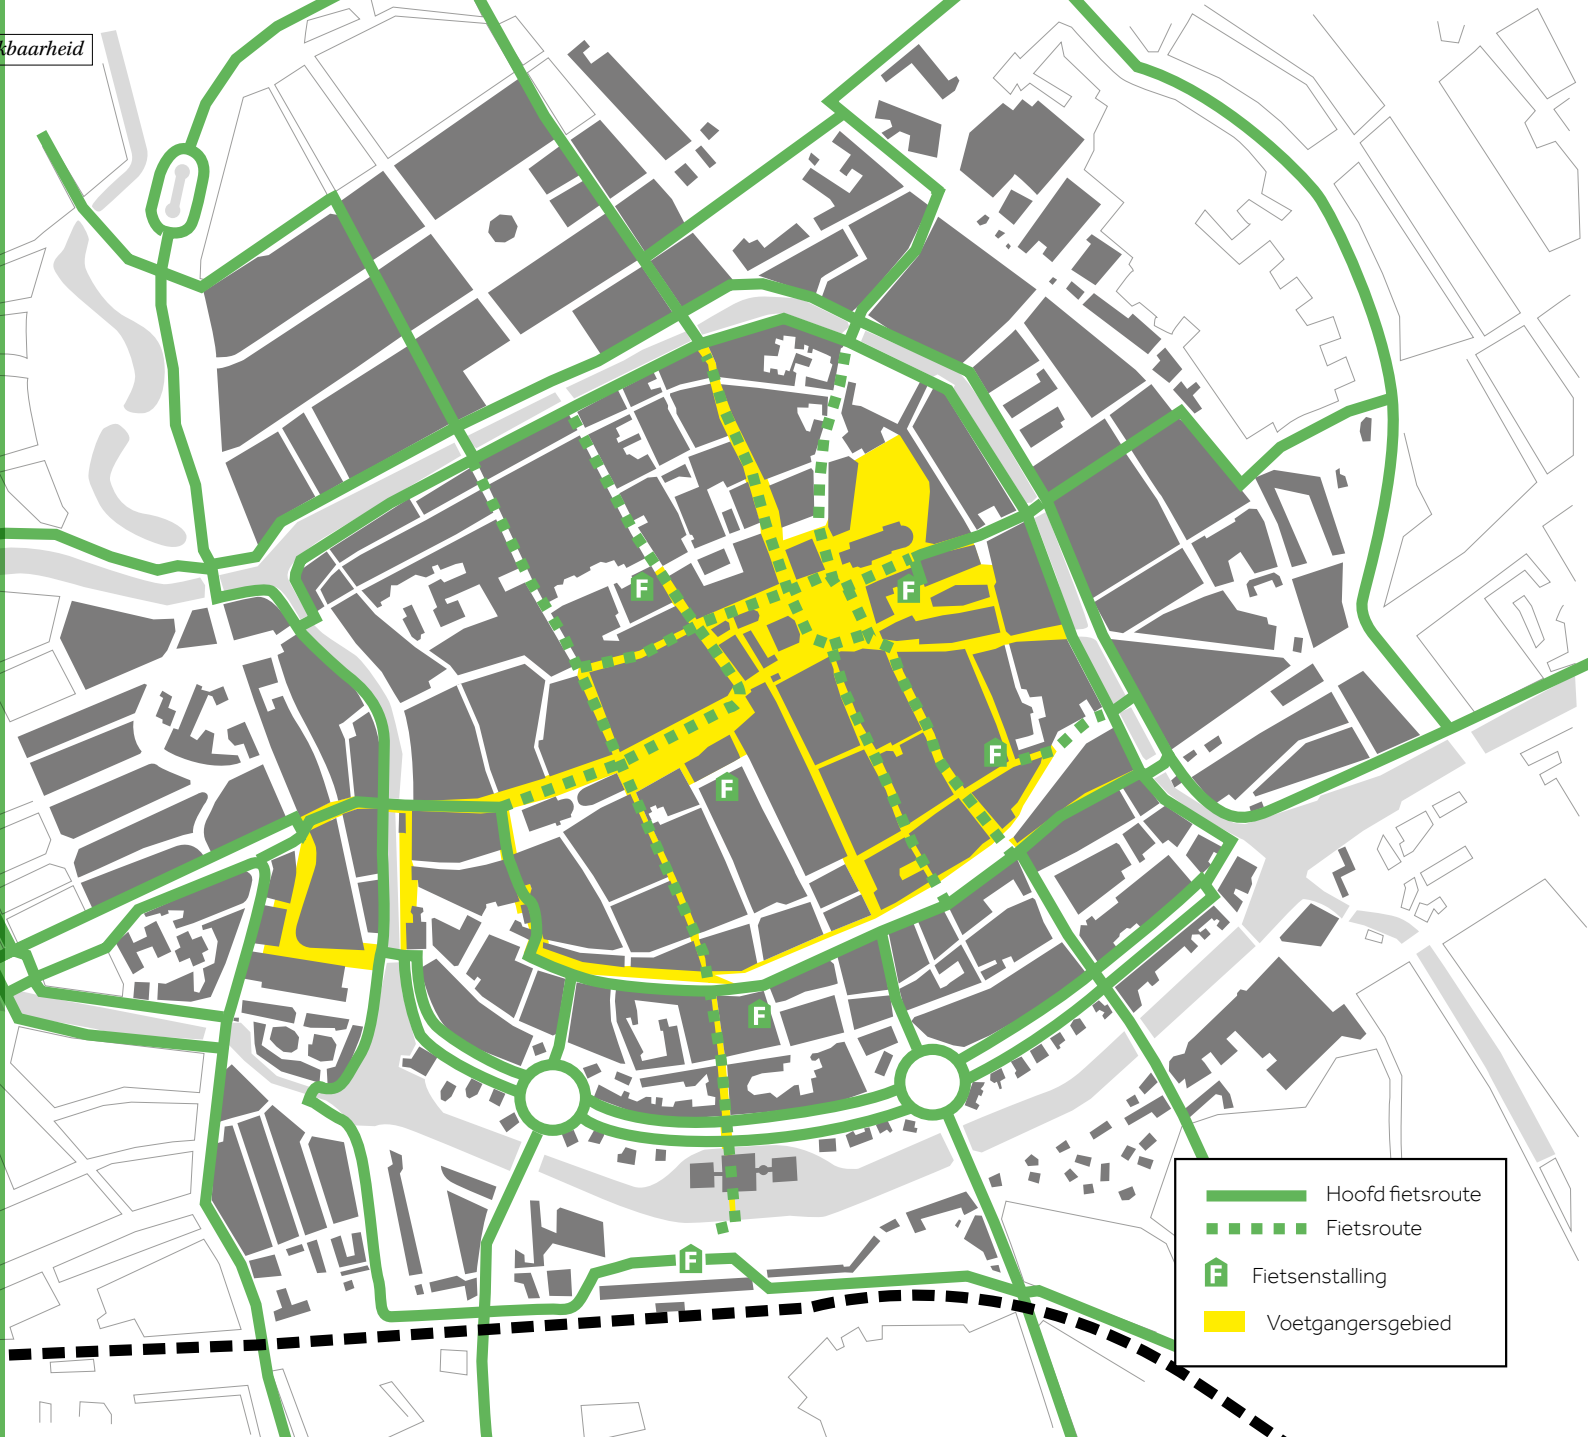 kbaarheid
F
F
F
F
F
F
Hoofd fietsroute
Fietsroute
F Fietsenstalling
Voetgangersgebied